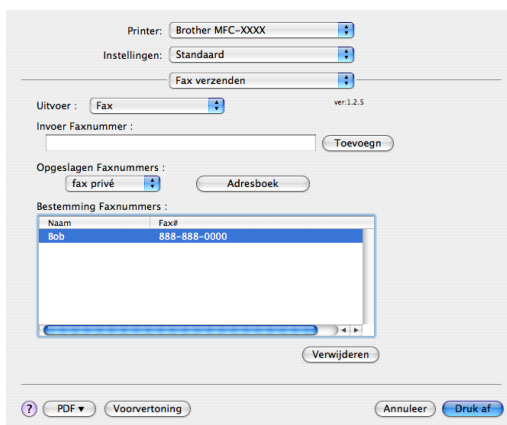 Printer: Brother MFC-XXXX
Instellingen: Standaard
Fax verzenden
Uitvoer : Fax ver:1.2.5
Invoer Faxnummer :
Toevoegn
Opgeslagen Faxnummers :
fax privé Adresboek
Bestemming Faxnummers :
Naam Fax#
Bob 888-888-0000
Verwijderen
? PDF Voorvertoning Annuleer Druk af